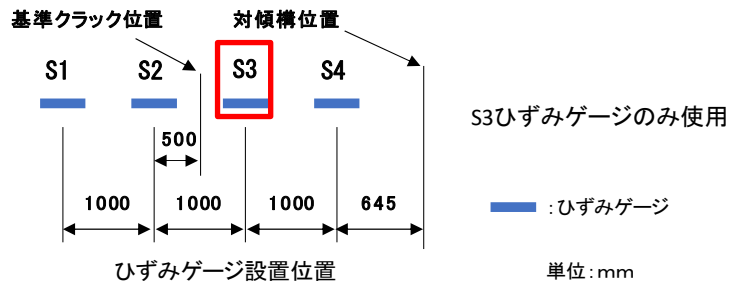 基準クラック位置
対傾構位置
S1
S2
S3
S4
S3ひずみゲージのみ使用
500
1000
1000
1000
645
：ひずみゲージ
ひずみゲージ設置位置
単位：mm